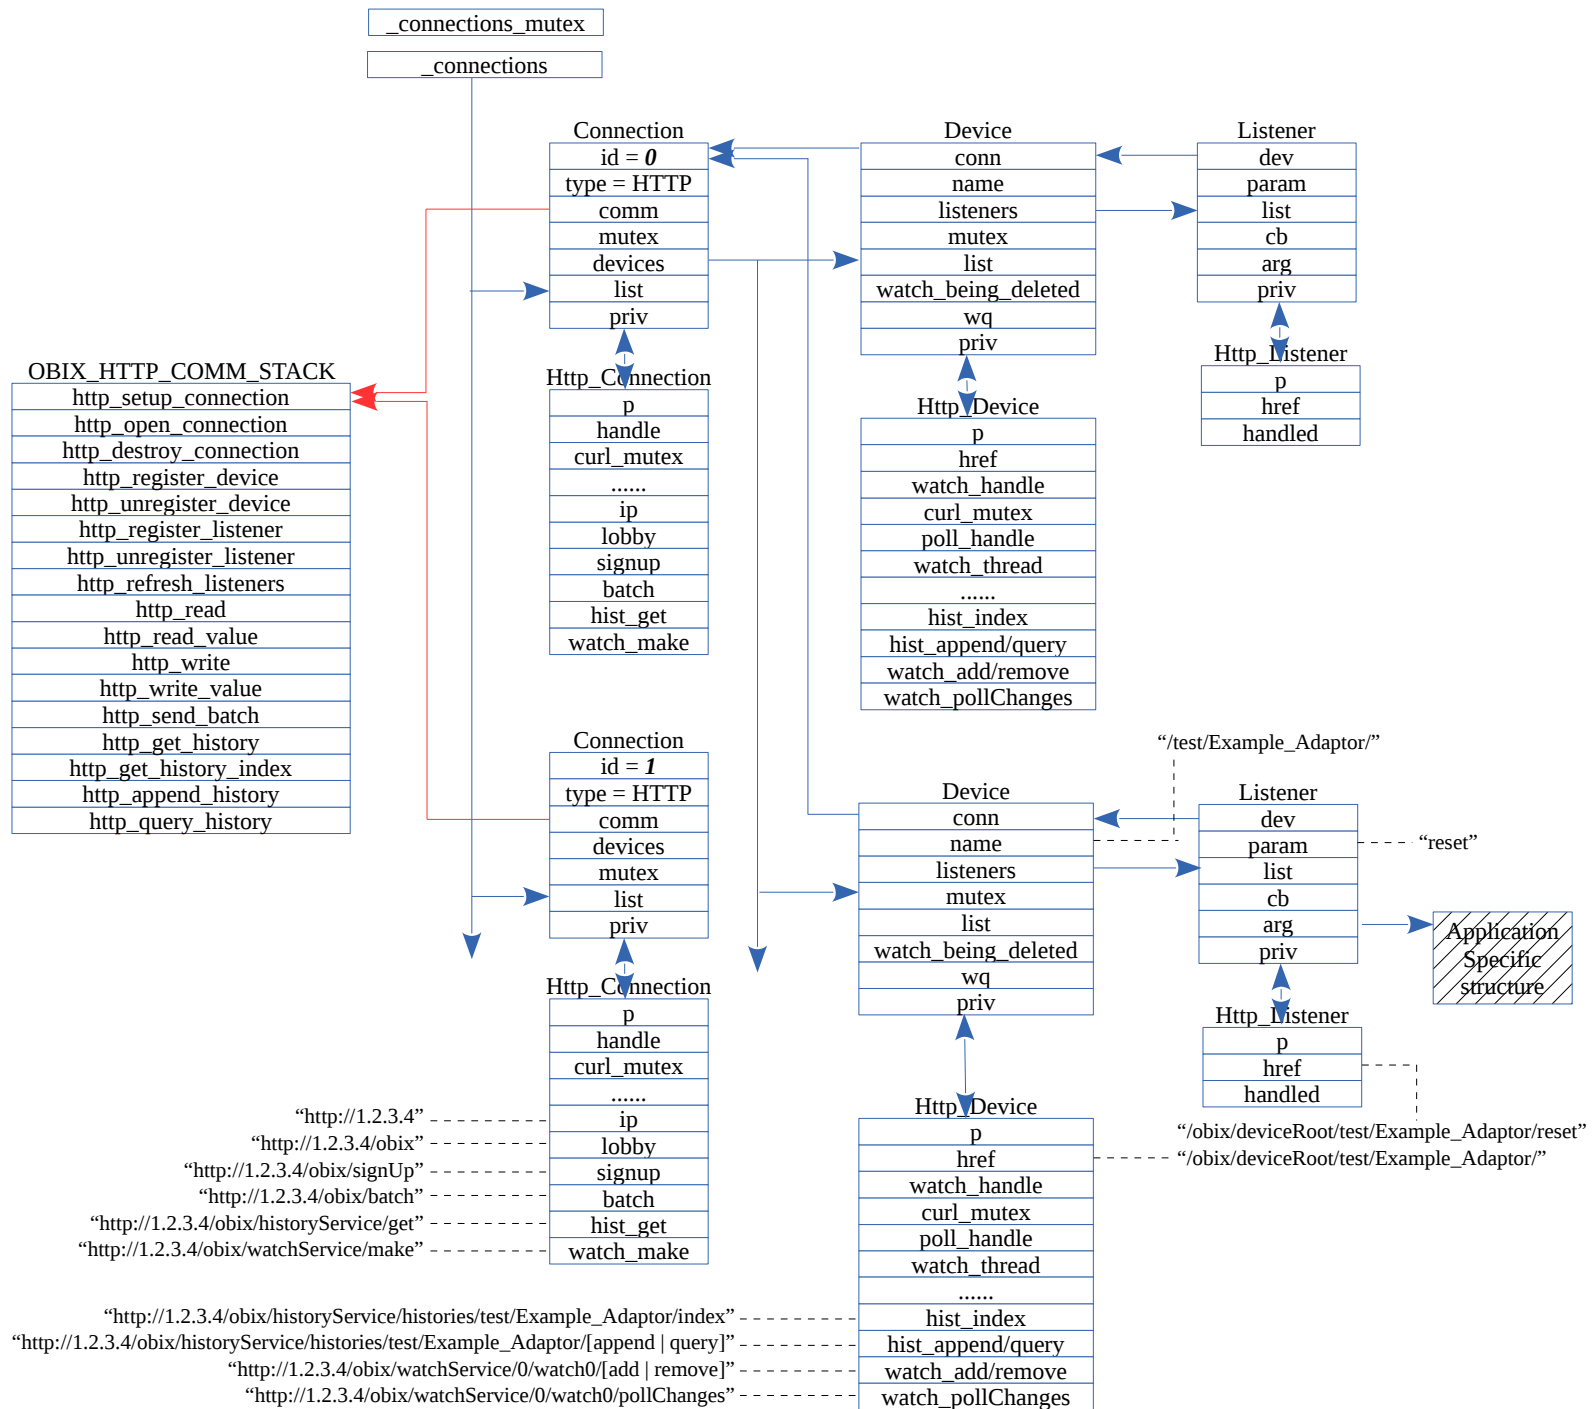 _connections_mutex
_connections
Connection
id = 0
type = HTTP
comm
mutex
devices
list
priv
Http_Connection
p
handle
curl_mutex
......
ip
lobby
signup
batch
hist_get
watch_make
Device
conn
name
listeners
mutex
list
watch_being_deleted
wq
priv
Http_Device
p
href
watch_handle
curl_mutex
poll_handle
watch_thread
......
hist_index
hist_append/query
watch_add/remove
watch_pollChanges
Listener
dev
param
list
cb
arg
priv
Http_Listener
p
href
handled
OBIX_HTTP_COMM_STACK
http_setup_connection
http_open_connection
http_destroy_connection
http_register_device
http_unregister_device
http_register_listener
http_unregister_listener
http_refresh_listeners
http_read
http_read_value
http_write
http_write_value
http_send_batch
http_get_history
http_get_history_index
http_append_history
http_query_history
Connection
id = 1
type = HTTP
comm
devices
mutex
list
priv
Http_Connection
p
handle
curl_mutex
......
“http://1.2.3.4” ip
“http://1.2.3.4/obix” lobby
“http://1.2.3.4/obix/signUp” signup
“http://1.2.3.4/obix/batch” batch
“http://1.2.3.4/obix/historyService/get” hist_get
“http://1.2.3.4/obix/watchService/make” watch_make
“/test/Example_Adaptor/”
Device
conn
name
listeners
mutex
list
watch_being_deleted
wq
priv
Http_Device
p
href “/obix/deviceRoot/test/Example_Adaptor/”
watch_handle
curl_mutex
poll_handle
watch_thread
......
“http://1.2.3.4/obix/historyService/histories/test/Example_Adaptor/index” hist_index
“http://1.2.3.4/obix/historyService/histories/test/Example_Adaptor/[append | query]” hist_append/query
“http://1.2.3.4/obix/watchService/0/watch0/[add | remove]” watch_add/remove
“http://1.2.3.4/obix/watchService/0/watch0/pollChanges” watch_pollChanges
Listener
dev
param “reset”
list
cb
arg
priv
Application
Specific
structure
Http_Listener
p
href
handled
“/obix/deviceRoot/test/Example_Adaptor/reset”